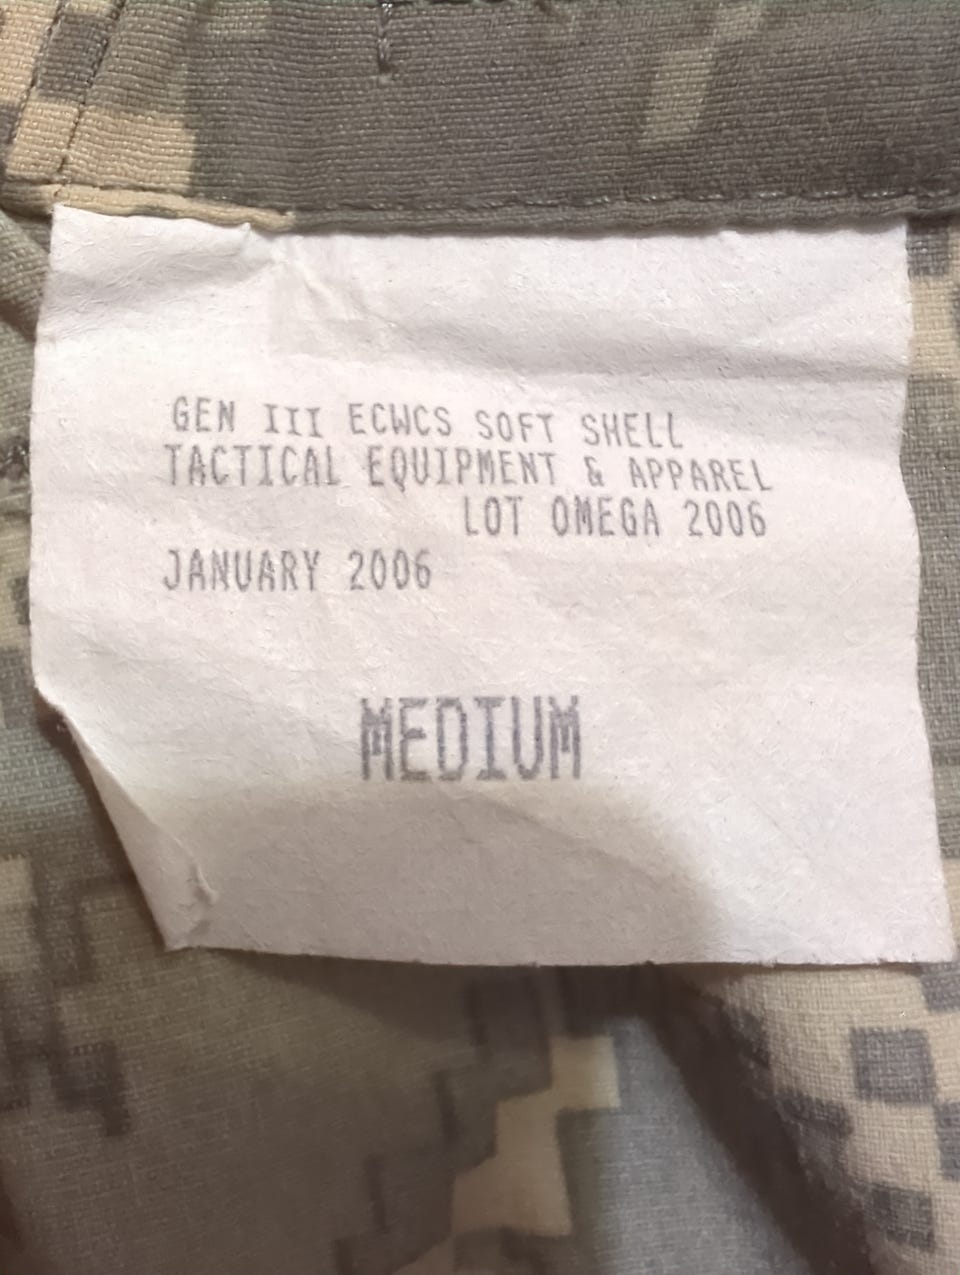 GEN III ECWCS SOFT SHELL
TACTICAL EQUIPMENT & APPAREL
LOT OMEGA 2006
JANUARY 2006
MEDIUM